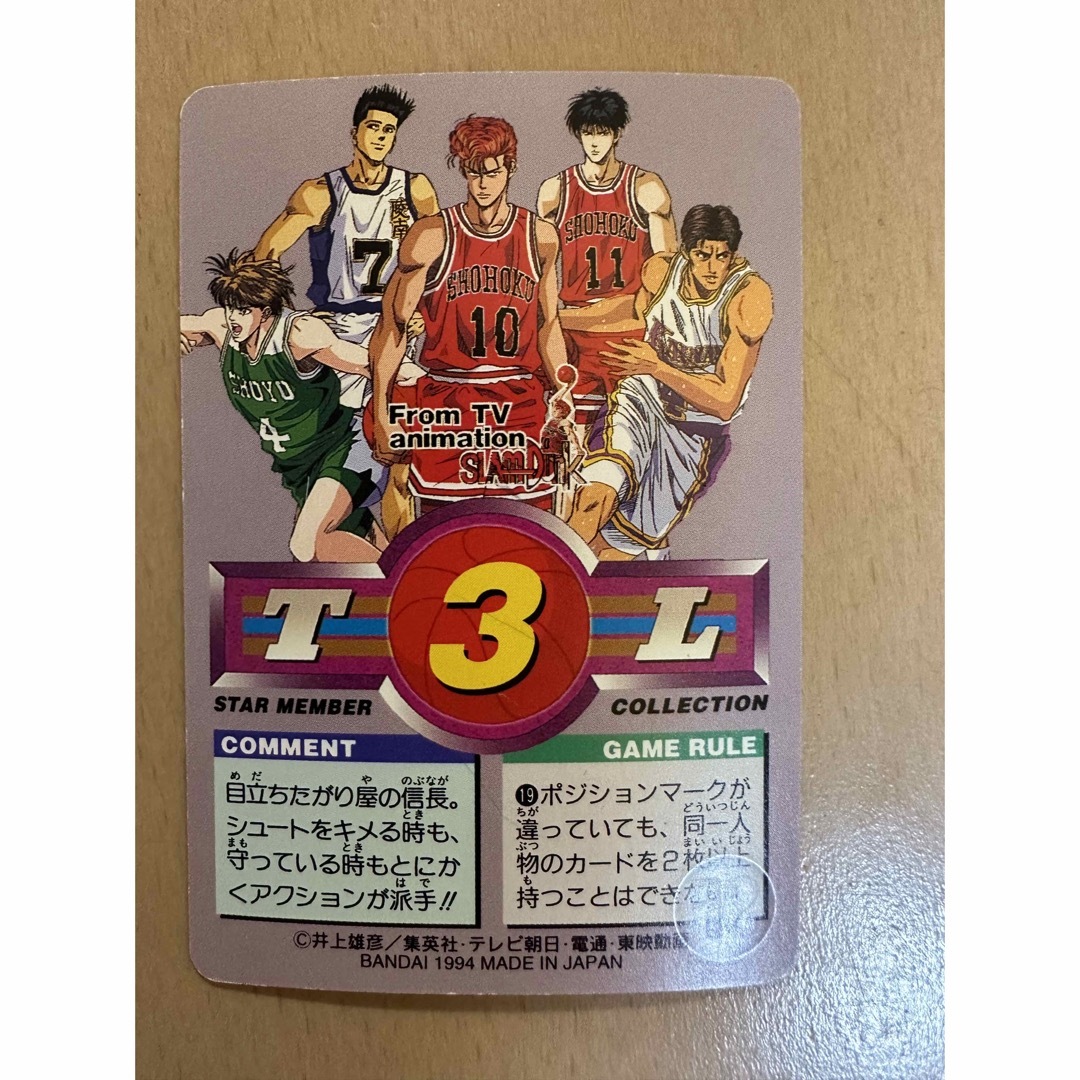 陵南
7
SHOHOKU
10
SHOHOKU
11
SHOYO
4
From TV
animation
SLAM DUNK
T 3 L
STAR MEMBER
COLLECTION
COMMENT
目立ちたがり屋の信長。
シュートをキメる時も、
守っている時もとにか
くアクションが派手!!
GAME RULE
⓳ポジションマークが
違っていても、同一人
物のカードを2枚以上
持つことはでき
©井上雄彦/集英社・テレビ朝日・電通・東映動画
BANDAI 1994 MADE IN JAPAN